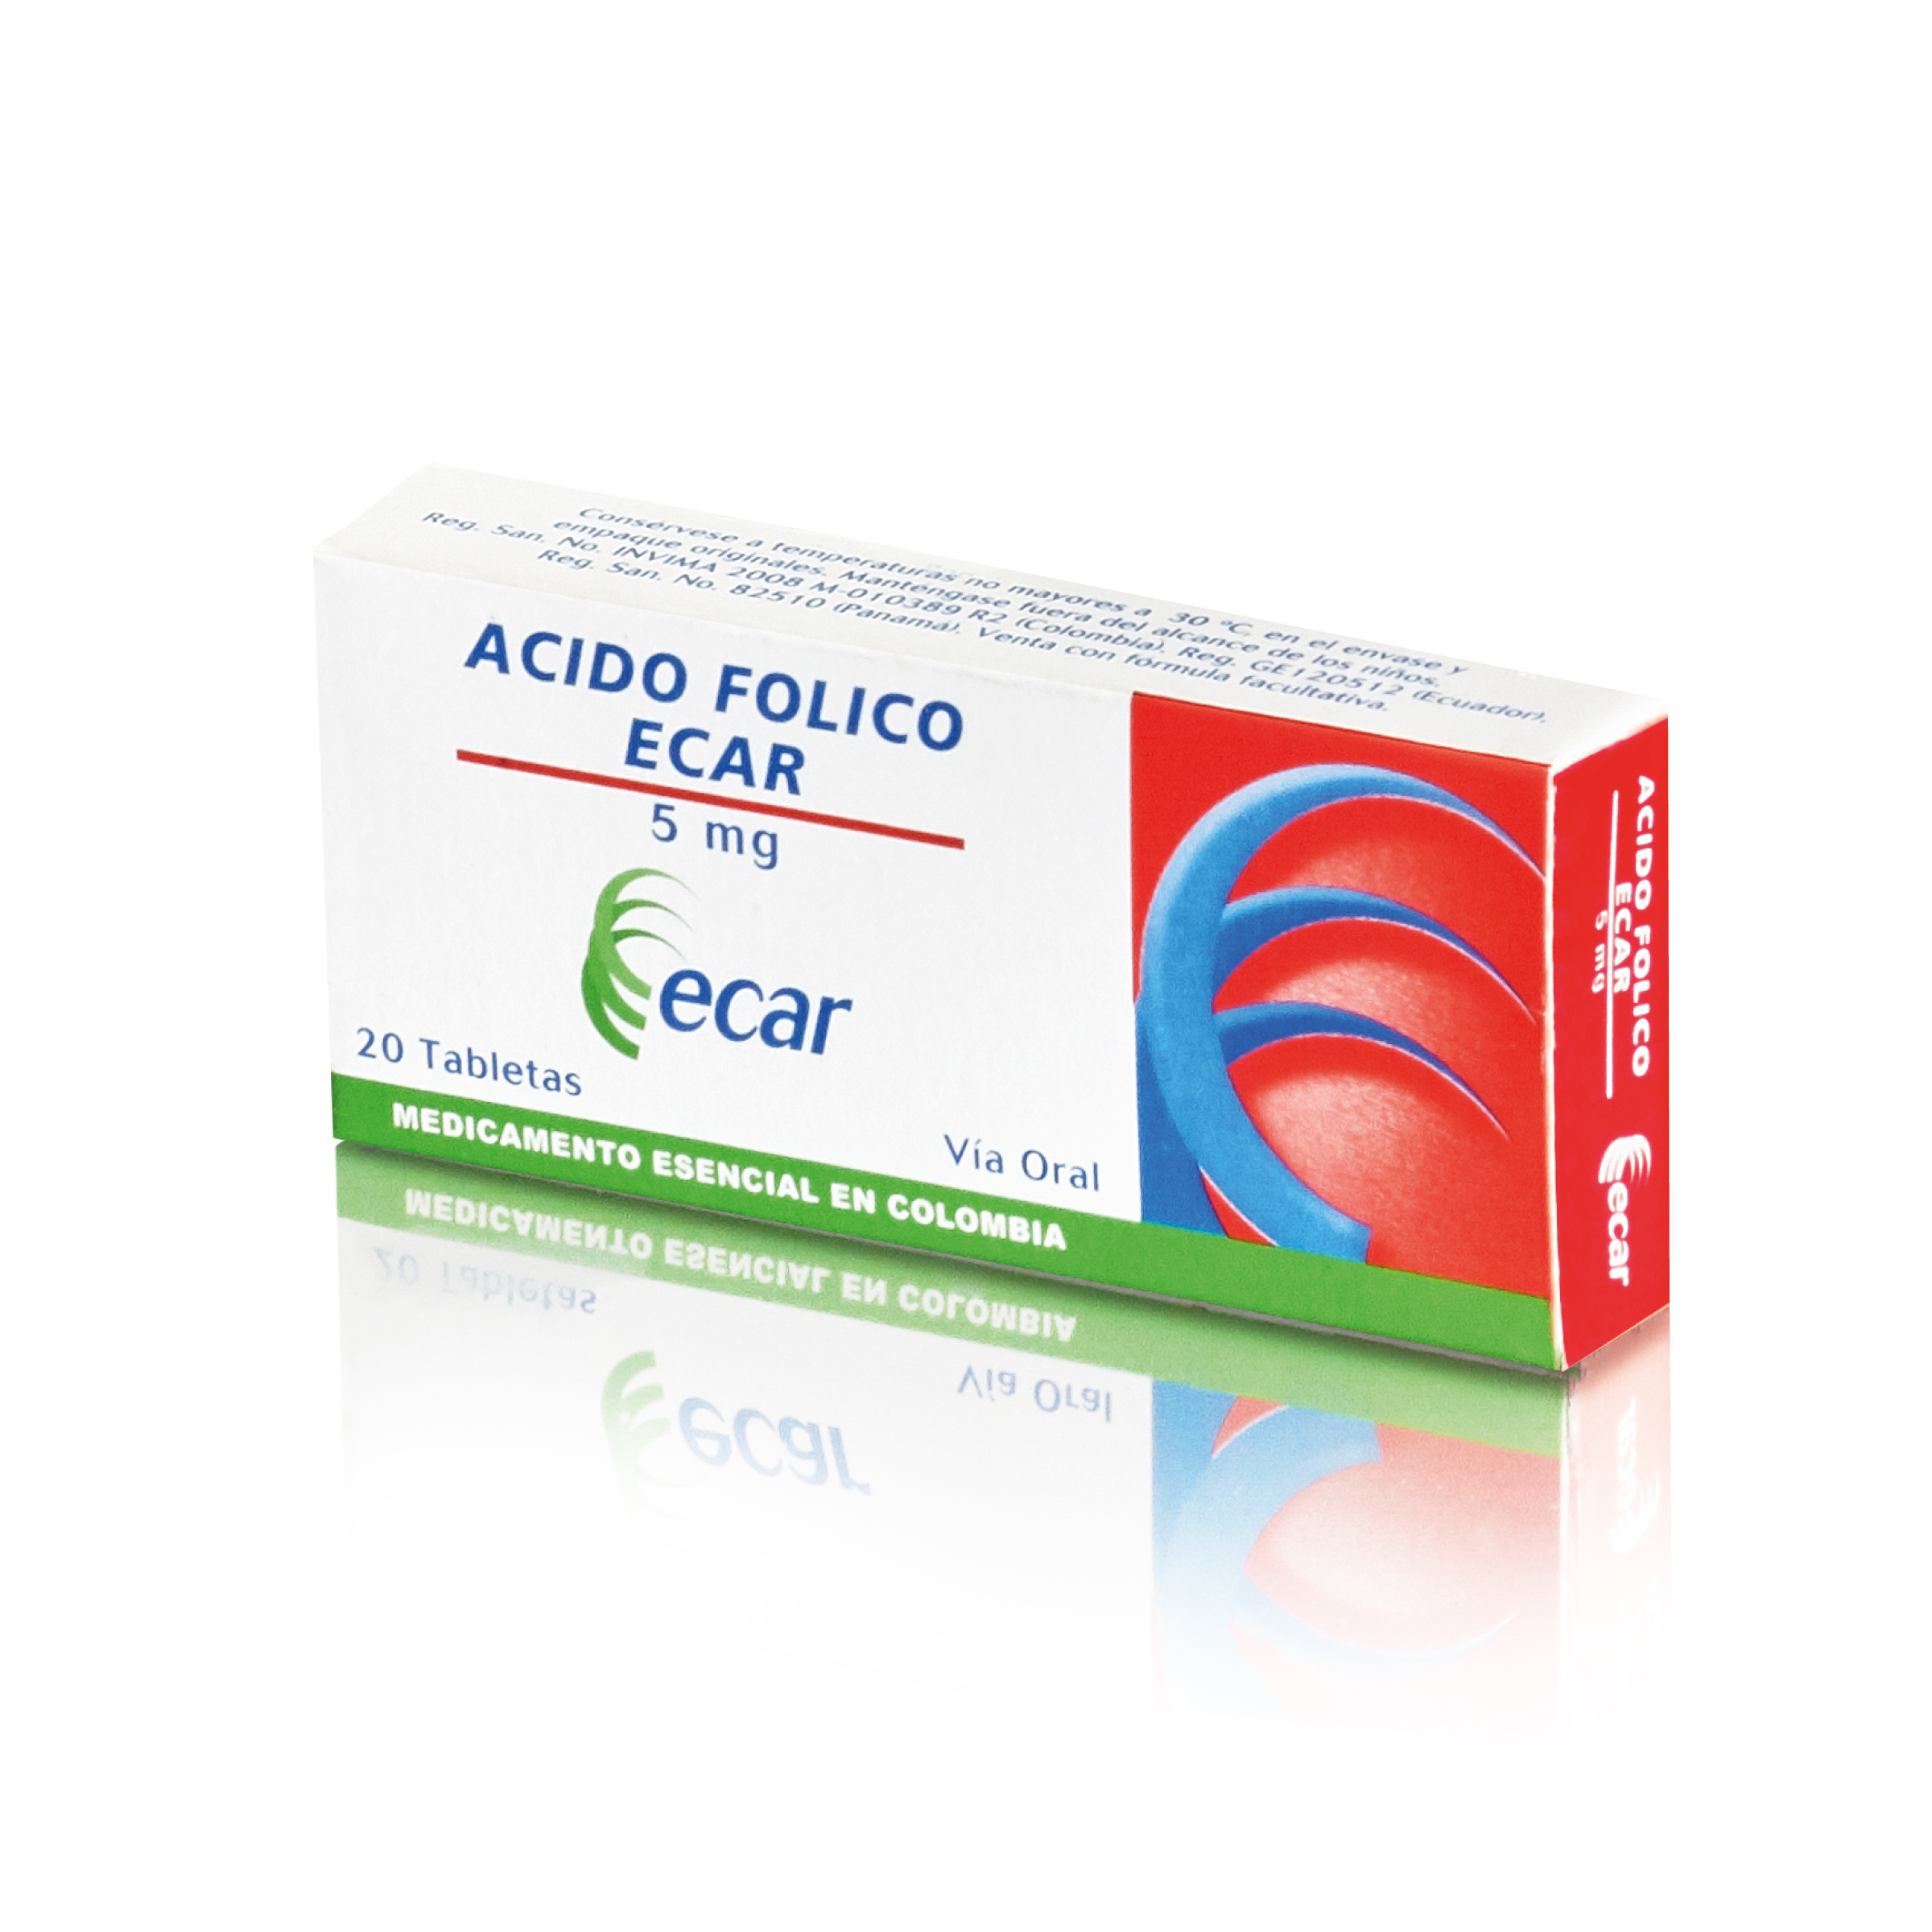 Consérvese a temperaturas no mayores a 30 ºC, en el envase y
empaque originales. Manténgase fuera del alcance de los niños.
Reg. San. No. INVIMA 2008 M-010389 R2 (Colombia). Reg. GE120512 (Ecuador).
Reg. San. No. 82510 (Panamá). Venta con fórmula facultativa.
ACIDO FOLICO
ECAR
5 mg
ecar
20 Tabletas
Vía Oral
MEDICAMENTO ESENCIAL EN COLOMBIA
ACIDO FOLICO
ECAR
5 mg
ecar